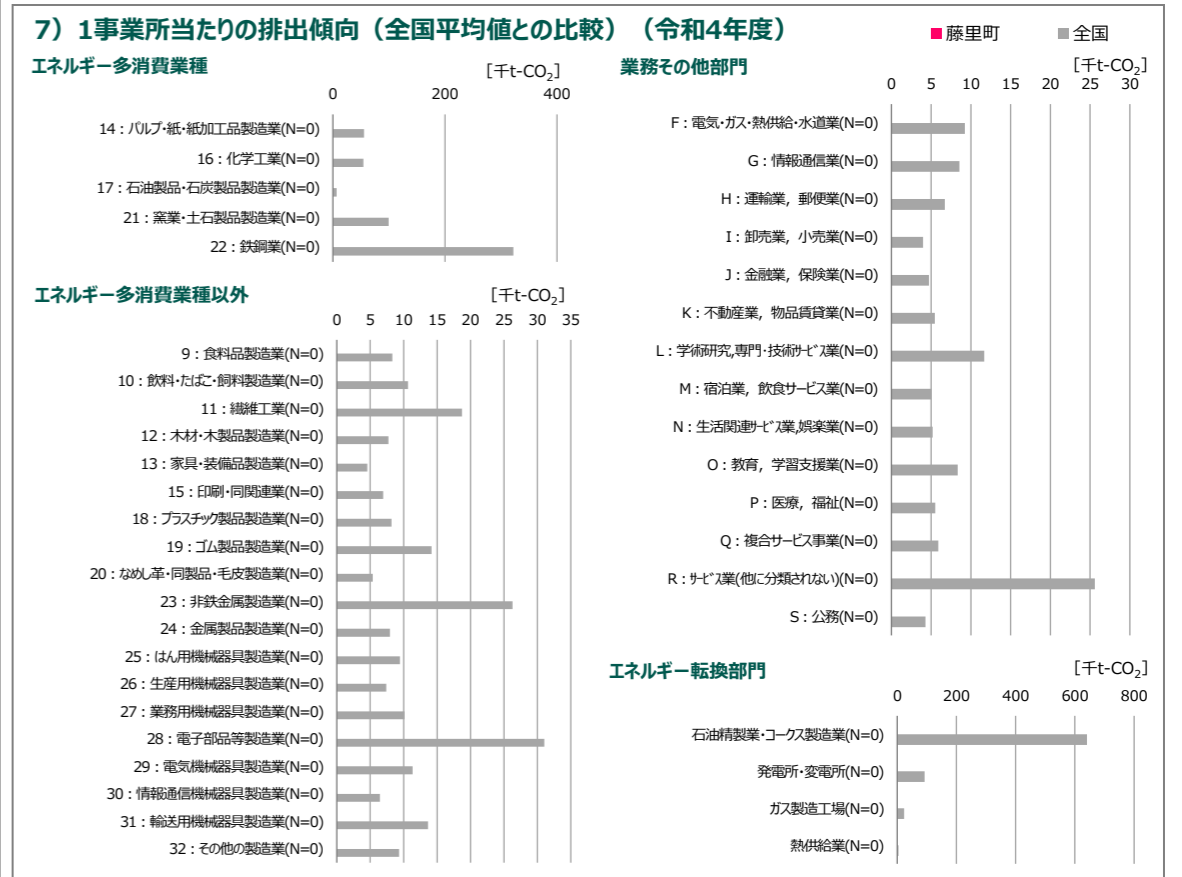 7）1事業所当たりの排出傾向（全国平均値との比較）（令和4年度）
藤里町 全国
エネルギー多消費業種
[千t-CO₂]
0 200 400
14：パルプ・紙・紙加工品製造業(N=0)
16：化学工業(N=0)
17：石油製品・石炭製品製造業(N=0)
21：窯業・土石製品製造業(N=0)
22：鉄鋼業(N=0)
エネルギー多消費業種以外
[千t-CO₂]
0 5 10 15 20 25 30 35
9：食料品製造業(N=0)
10：飲料・たばこ・飼料製造業(N=0)
11：繊維工業(N=0)
12：木材・木製品製造業(N=0)
13：家具・装備品製造業(N=0)
15：印刷・同関連業(N=0)
18：プラスチック製品製造業(N=0)
19：ゴム製品製造業(N=0)
20：なめし革・同製品・毛皮製造業(N=0)
23：非鉄金属製造業(N=0)
24：金属製品製造業(N=0)
25：はん用機械器具製造業(N=0)
26：生産用機械器具製造業(N=0)
27：業務用機械器具製造業(N=0)
28：電子部品等製造業(N=0)
29：電気機械器具製造業(N=0)
30：情報通信機械器具製造業(N=0)
31：輸送用機械器具製造業(N=0)
32：その他の製造業(N=0)
業務その他部門
[千t-CO₂]
0 5 10 15 20 25 30
F：電気・ガス・熱供給・水道業(N=0)
G：情報通信業(N=0)
H：運輸業，郵便業(N=0)
I：卸売業，小売業(N=0)
J：金融業，保険業(N=0)
K：不動産業，物品賃貸業(N=0)
L：学術研究,専門・技術サービス業(N=0)
M：宿泊業，飲食サービス業(N=0)
N：生活関連サービス業,娯楽業(N=0)
O：教育，学習支援業(N=0)
P：医療，福祉(N=0)
Q：複合サービス事業(N=0)
R：サービス業(他に分類されない)(N=0)
S：公務(N=0)
エネルギー転換部門
[千t-CO₂]
0 200 400 600 800
石油精製業・コークス製造業(N=0)
発電所・変電所(N=0)
ガス製造工場(N=0)
熱供給業(N=0)